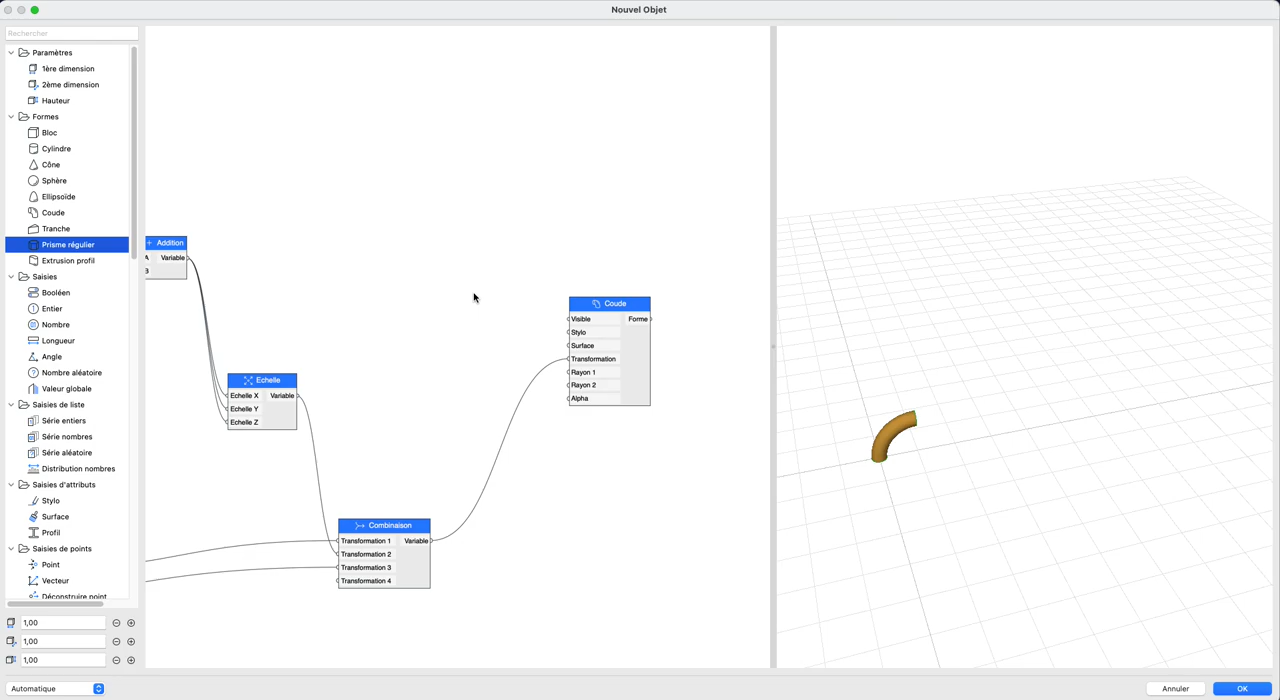 Nouvel Objet
Rechercher
Paramètres
1ère dimension
2ème dimension
Hauteur
Formes
Bloc
Cylindre
Cône
Sphère
Ellipsoïde
Coude
Tranche
Prisme régulier
Extrusion profil
Saisies
Booléen
Entier
Nombre
Longueur
Angle
Nombre aléatoire
Valeur globale
Saisies de liste
Série entiers
Série nombres
Série aléatoire
Distribution nombres
Saisies d'attributs
Stylo
Surface
Profil
Saisies de points
Point
Vecteur
Déconstruire point
1,00
1,00
1,00
Automatique
+ Addition
A Variable
B
Echelle
Echelle X Variable
Echelle Y
Echelle Z
Combinaison
Transformation 1 Variable
Transformation 2
Transformation 3
Transformation 4
Coude
Visible Forme
Stylo
Surface
Transformation
Rayon 1
Rayon 2
Alpha
Annuler
OK